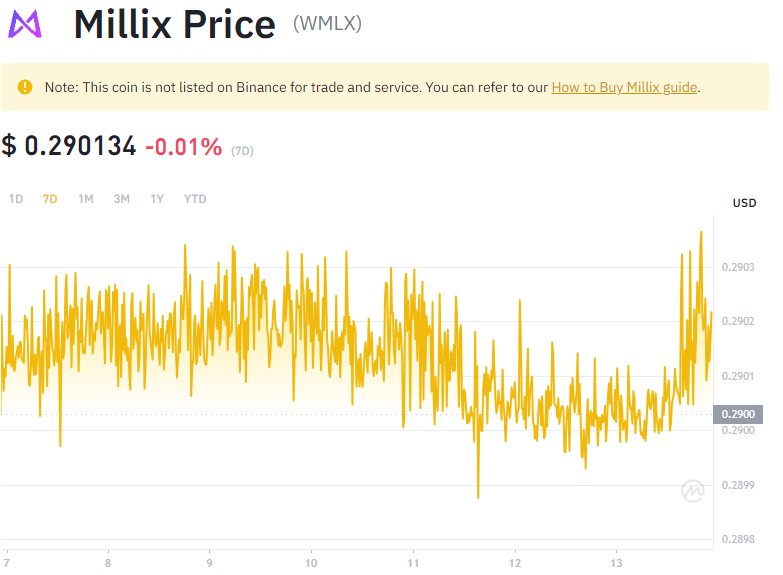 Millix Price (WMLX)
Note: This coin is not listed on Binance for trade and service. You can refer to our How to Buy Millix guide.
$ 0.290134 -0.01% (7D)
1D 7D 1M 3M 1Y YTD
USD
0.2903
0.2902
0.2901
0.2900
0.2900
0.2899
0.2898
7 8 9 10 11 12 13